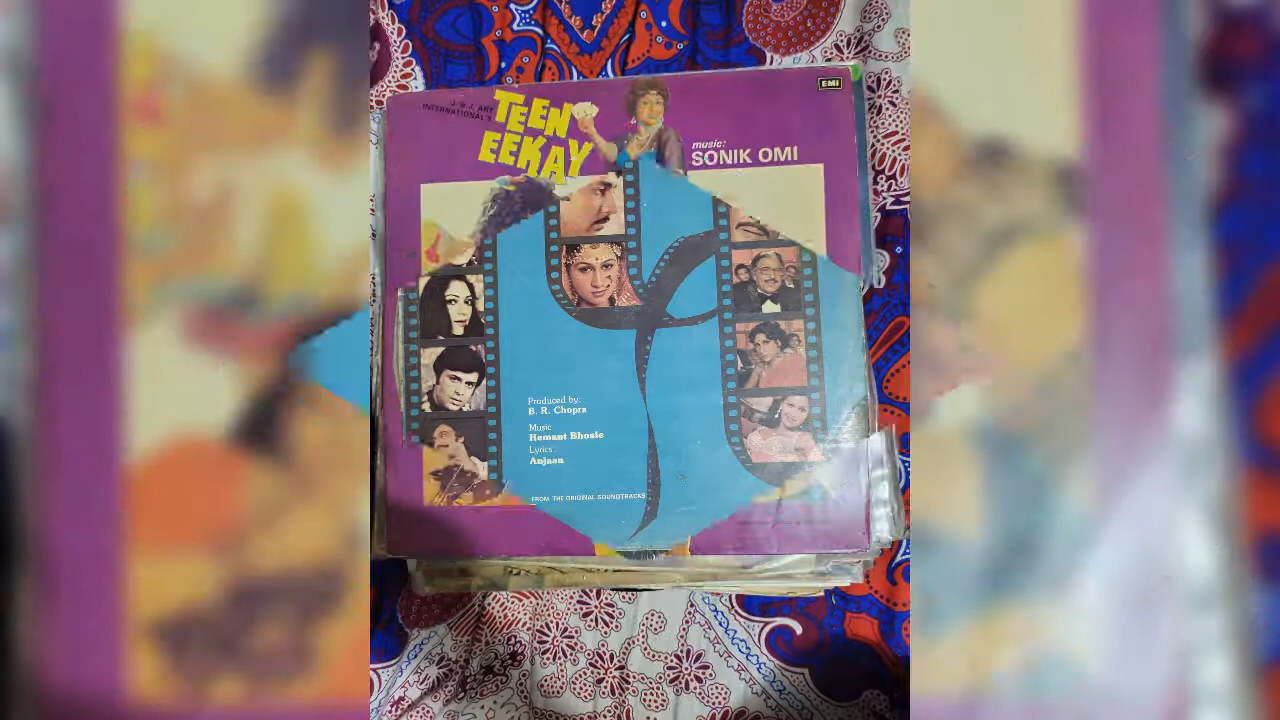 J. & J. ART
INTERNATIONAL'S
TEEN
EEKAY
EMI
music:
SONIK OMI
Produced by:
B. R. Chopra
Music
Hemant Bhosle
Lyrics:
Anjaan
FROM THE ORIGINAL SOUNDTRACKS